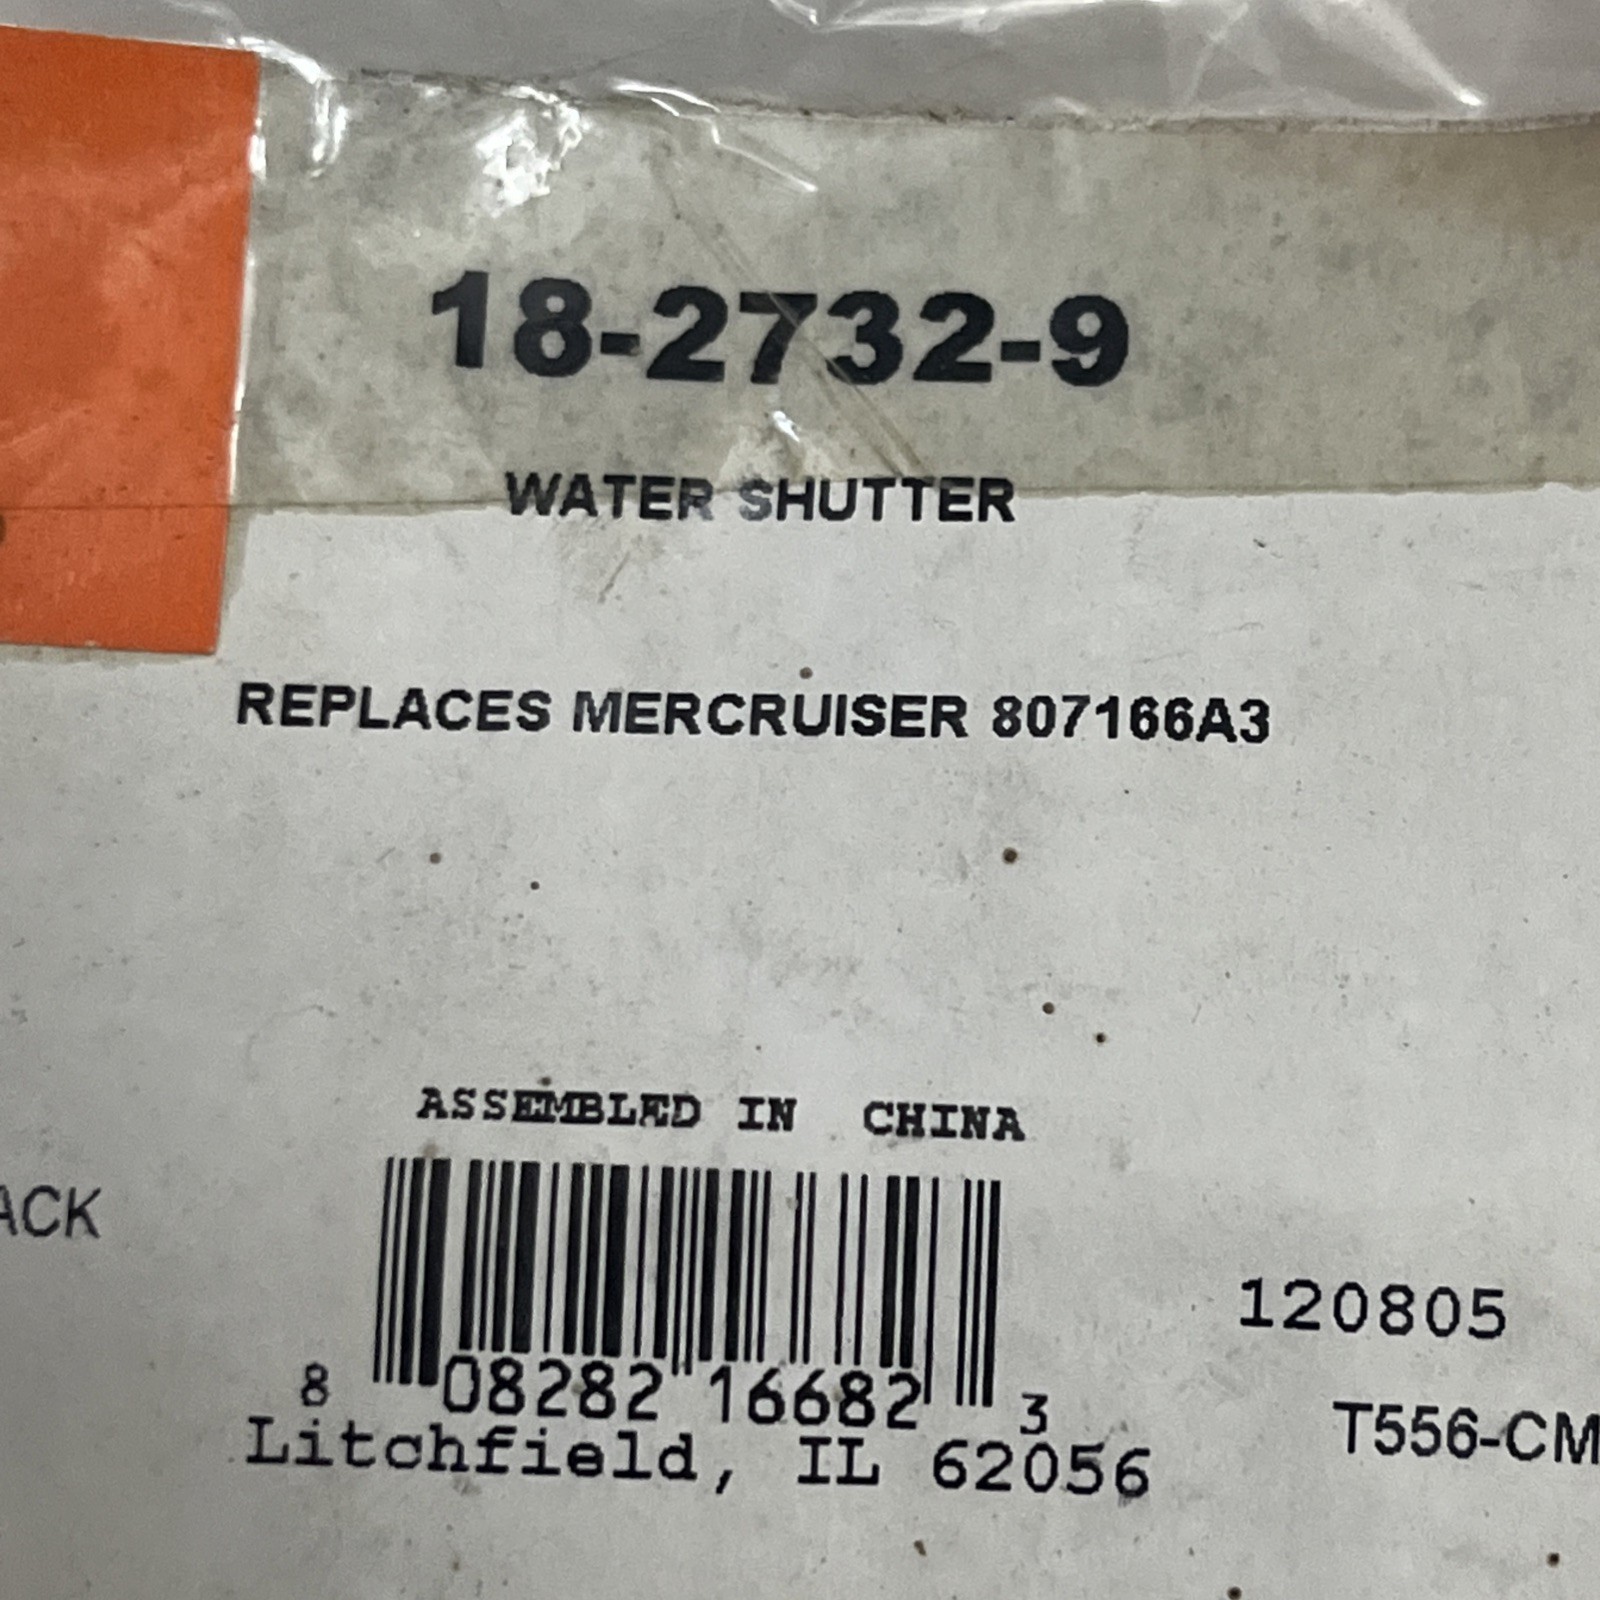 18-2732-9
WATER SHUTTER
REPLACES MERCRUISER 807166A3
ASSEMBLED IN CHINA
ACK
120805
8 08282 16682 3
T556-CM
Litchfield, IL 62056